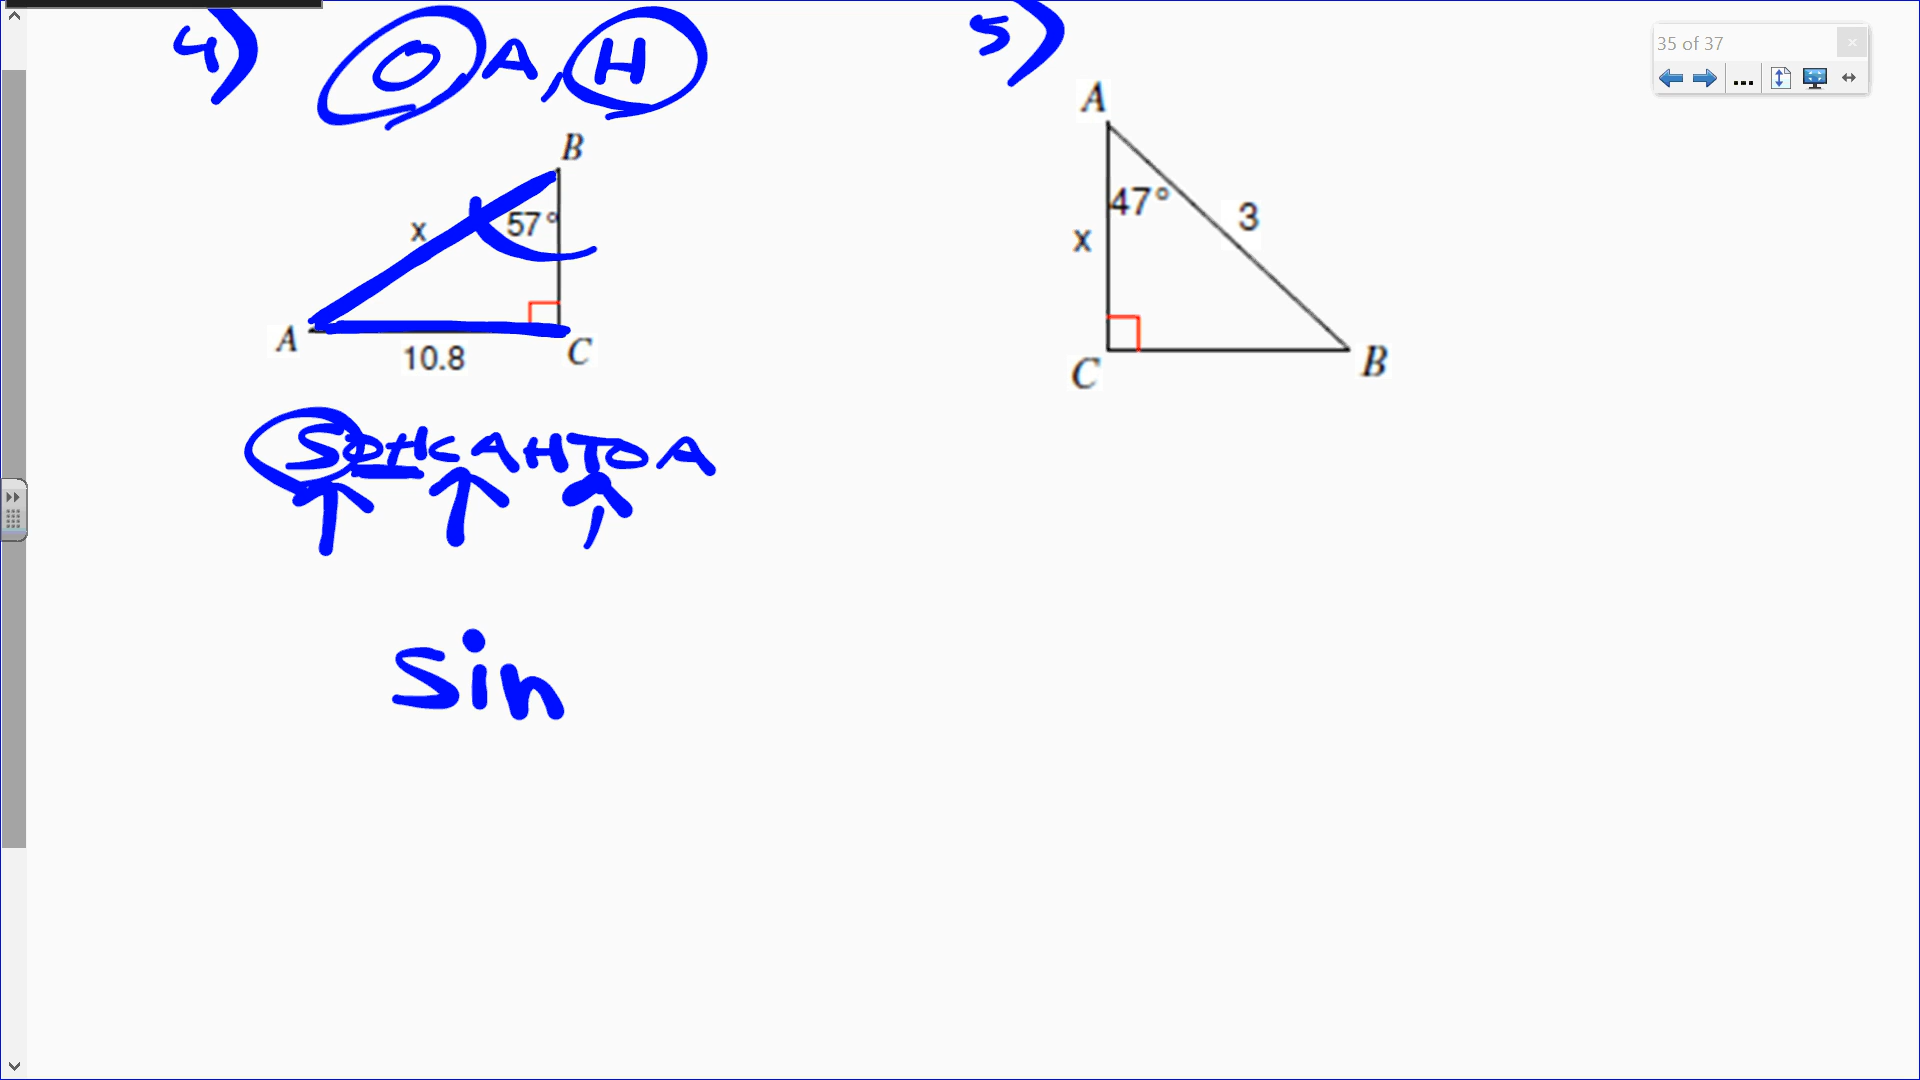 4) O A, H
B
x
57°
A
10.8
C
SOHCAHTOA
sin
5)
A
47°
3
x
C
B
35 of 37